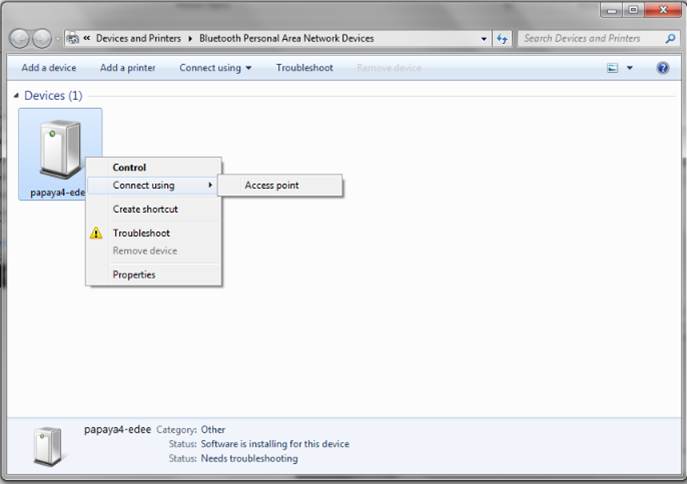 « Devices and Printers Bluetooth Personal Area Network Devices Search Devices and Printers
Add a device Add a printer Connect using Troubleshoot Remove device
Devices (1)
papaya4-edee
Control
Connect using Access point
Create shortcut
Troubleshoot
Remove device
Properties
papaya4-edee Category: Other
Status: Software is installing for this device
Status: Needs troubleshooting